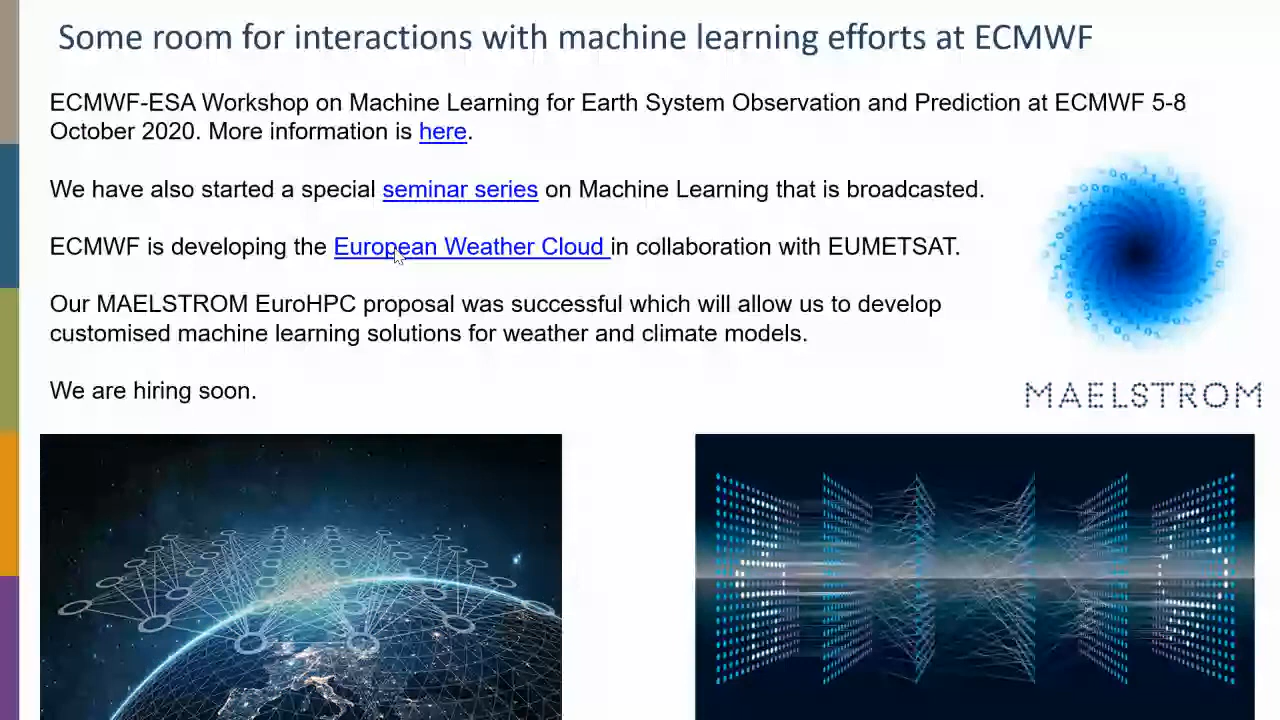 Some room for interactions with machine learning efforts at ECMWF
ECMWF-ESA Workshop on Machine Learning for Earth System Observation and Prediction at ECMWF 5-8
October 2020. More information is here.
We have also started a special seminar series on Machine Learning that is broadcasted.
ECMWF is developing the European Weather Cloud in collaboration with EUMETSAT.
Our MAELSTROM EuroHPC proposal was successful which will allow us to develop
customised machine learning solutions for weather and climate models.
We are hiring soon.
MAELSTROM